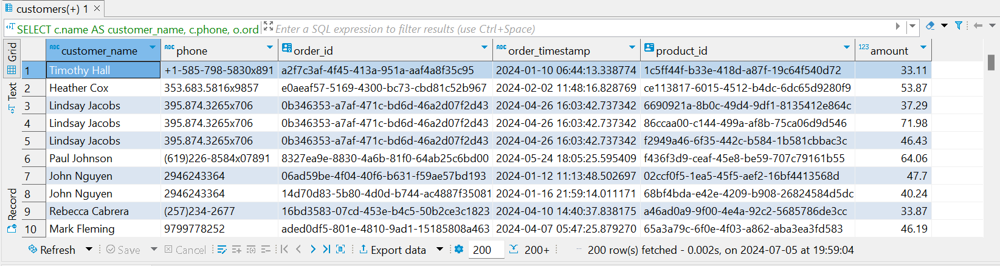 customers(+) 1
SELECT c.name AS customer_name, c.phone, o.ord Enter a SQL expression to filter results (use Ctrl+Space)
Grid
Text
Record
ABC customer_name ABC phone order_id ABC order_timestamp product_id 123 amount
1 Timothy Hall +1-585-798-5830x891 a2f7c3af-4f45-413a-951a-aaf4a8f35c95 2024-01-10 06:44:13.338774 1c5ff44f-b33e-418d-a87f-19c64f540d72 33.11
2 Heather Cox 353.683.5816x9857 e0aeaf57-5169-4300-bc73-cbd81c52b967 2024-02-02 11:48:16.828769 ce113817-6015-4512-b4dc-6dc65d9280f9 53.87
3 Lindsay Jacobs 395.874.3265x706 0b346353-a7af-471c-bd6d-46a2d07f2d43 2024-04-26 16:03:42.737342 6690921a-8b0c-49d4-9df1-8135412e864c 37.29
4 Lindsay Jacobs 395.874.3265x706 0b346353-a7af-471c-bd6d-46a2d07f2d43 2024-04-26 16:03:42.737342 86ccaa00-c144-499a-af8b-75ca06d9d546 71.98
5 Lindsay Jacobs 395.874.3265x706 0b346353-a7af-471c-bd6d-46a2d07f2d43 2024-04-26 16:03:42.737342 f2949a46-6f35-442c-b584-1b581cbbac3c 46.43
6 Paul Johnson (619)226-8584x07891 8327ea9e-8830-4a6b-81f0-64ab25c6bd00 2024-05-24 18:05:25.595409 f436f3d9-ceaf-45e8-be59-707c79161b55 64.06
7 John Nguyen 2946243364 06ad59be-4f04-40f6-b631-f59ae57bd193 2024-01-12 11:13:48.502697 02ccf0f5-1ea5-45f5-aef2-16bf4413568d 47.7
8 John Nguyen 2946243364 14d70d83-5b80-4d0d-b744-ac4887f35081 2024-01-16 21:59:14.011171 68bf4bda-e42e-4209-b908-26824584d5dc 40.24
9 Rebecca Cabrera (257)234-2677 16bd3583-07cd-453e-b4c5-50b2ce3c1823 2024-04-10 14:40:37.838175 a46ad0a9-9f00-4e4a-92c2-5685786de3cc 33.87
10 Mark Fleming 9799778252 aded0df5-801e-4810-9ad1-15185808a463 2024-04-07 05:47:25.879270 65a3a79c-6f0e-4f03-a862-aba3ea3fd583 46.19
Refresh Save Cancel Export data 200 200+ ... 200 row(s) fetched - 0.002s, on 2024-07-05 at 19:59:04